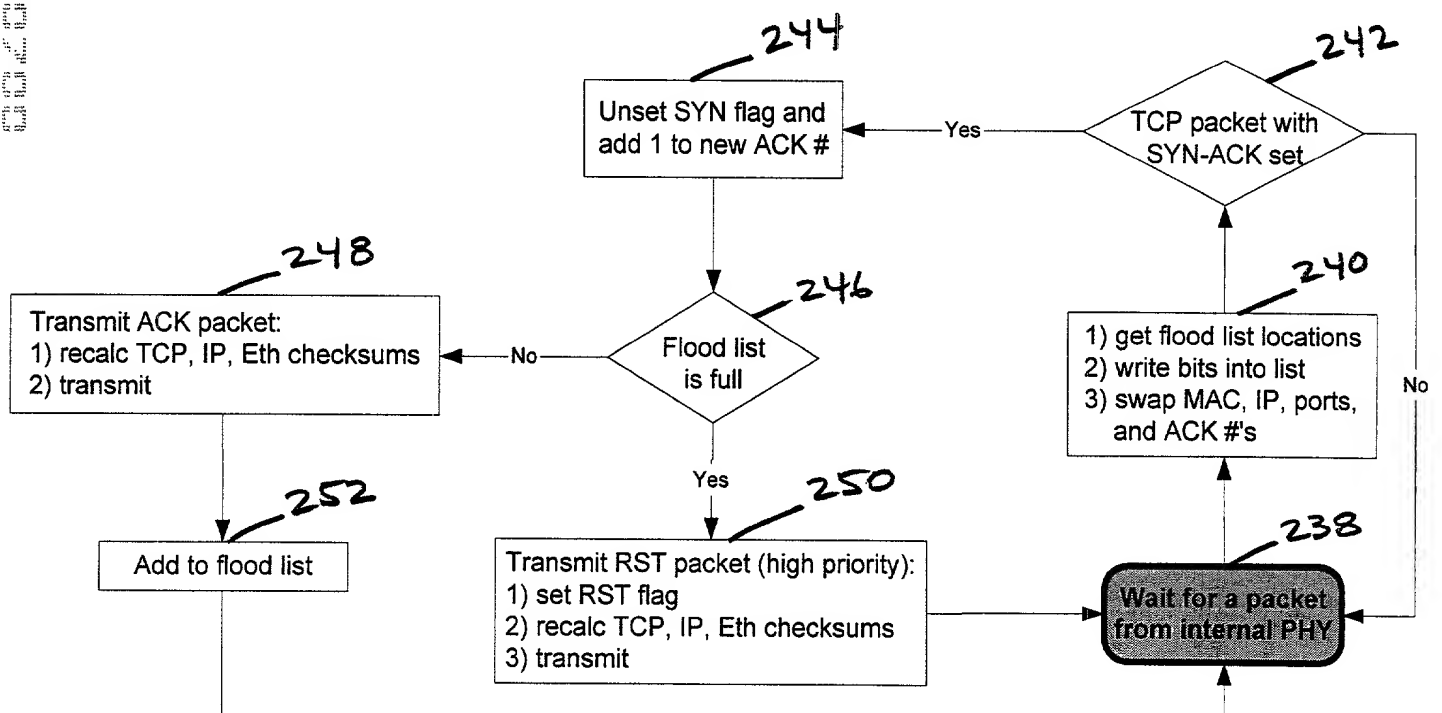 244
242
Unset SYN flag and
add 1 to new ACK #
Yes
TCP packet with
SYN-ACK set
248
246
240
Transmit ACK packet:
1) recalc TCP, IP, Eth checksums
2) transmit
No
Flood list
is full
1) get flood list locations
2) write bits into list
3) swap MAC, IP, ports,
and ACK #'s
No
Yes
252
250
238
Add to flood list
Transmit RST packet (high priority):
1) set RST flag
2) recalc TCP, IP, Eth checksums
3) transmit
Wait for a packet
from internal PHY